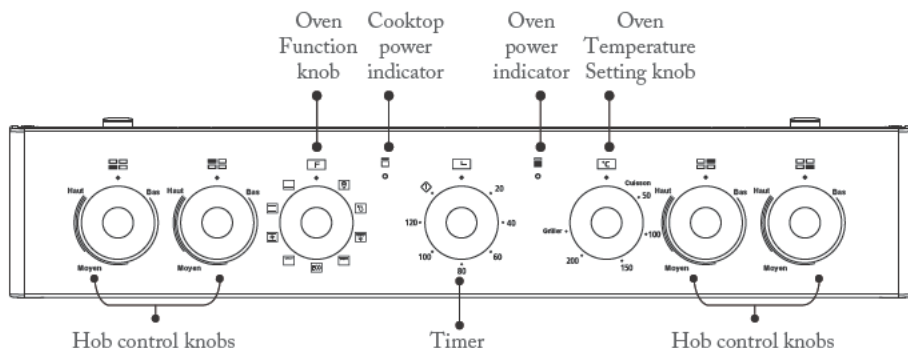 Oven
Function
knob
Cooktop
power
indicator
Oven
power
indicator
Oven
Temperature
Setting knob
F
°C
Haut
Bas
Moyen
Haut
Bas
Moyen
ECO
20
40
60
80
100
120
Cuisson
50
100
150
200
Griller
Haut
Bas
Moyen
Haut
Bas
Moyen
Hob control knobs
Timer
Hob control knobs